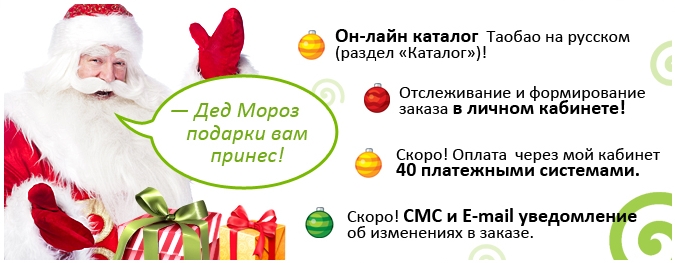 — Дед Мороз
подарки вам
принес!
Он-лайн каталог Таобао на русском
(раздел «Каталог»)!
Отслеживание и формирование
заказа в личном кабинете!
Скоро! Оплата через мой кабинет
40 платежными системами.
Скоро! СМС и E-mail уведомление
об изменениях в заказе.